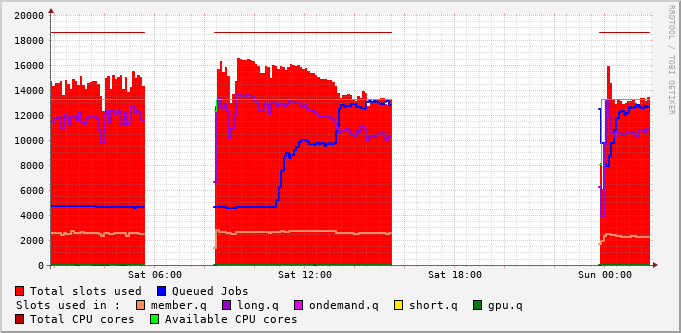 20000
18000
16000
14000
12000
10000
8000
6000
4000
2000
0
Sat 06:00 Sat 12:00 Sat 18:00 Sun 00:00
RRDTOOL / TOBI OETIKER
Total slots used Queued Jobs
Slots used in : member.q long.q ondemand.q short.q gpu.q
Total CPU cores Available CPU cores